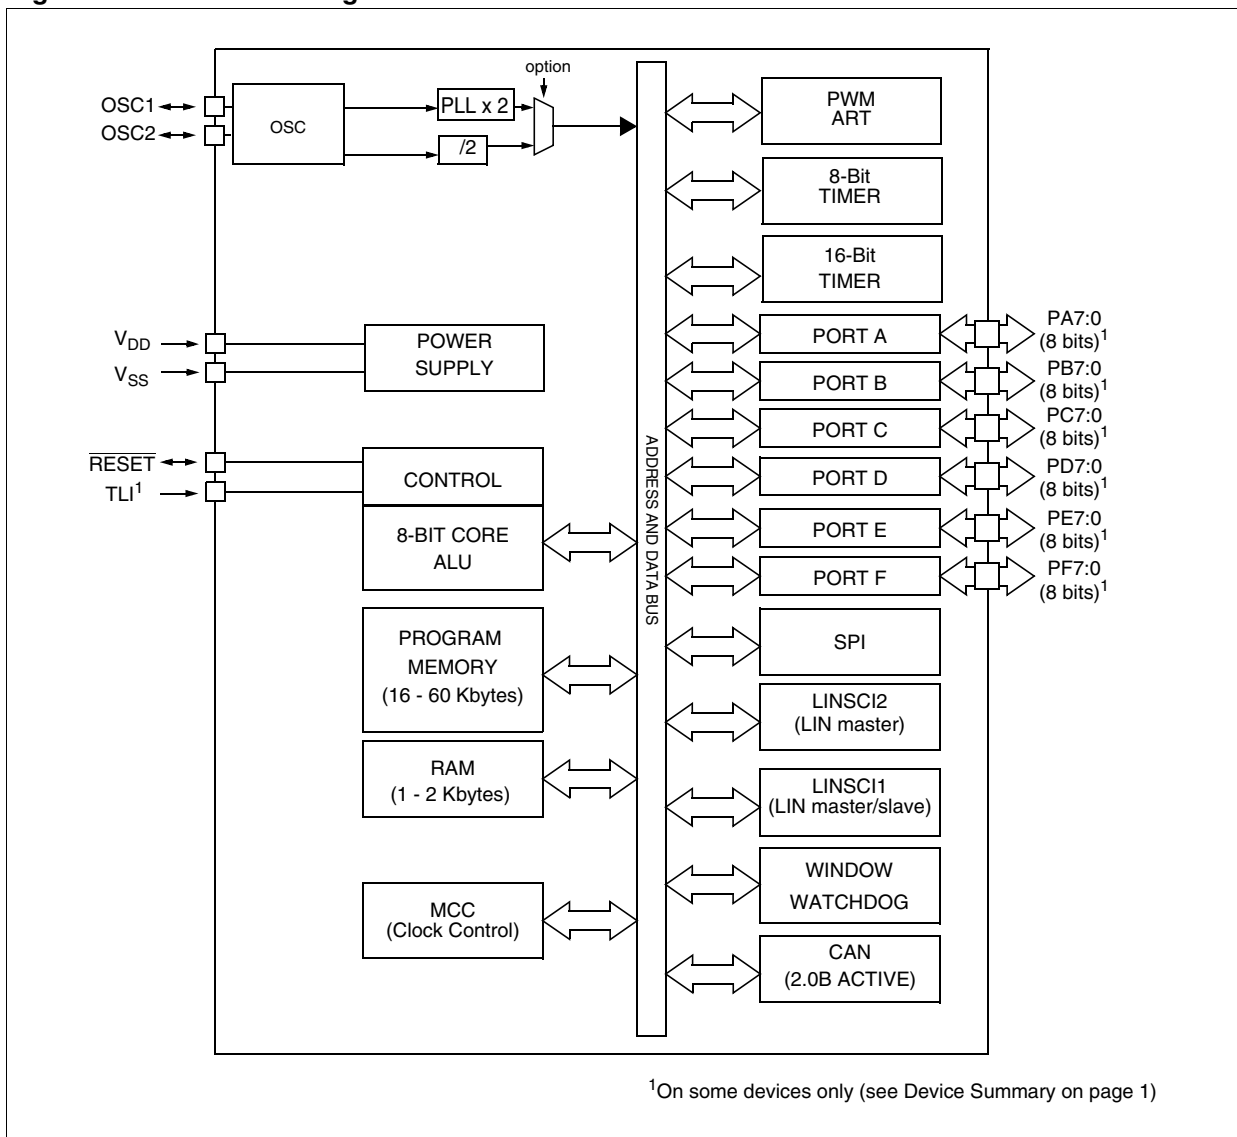 option
OSC1
OSC2
OSC
PLL x 2
/2
PWM
ART
8-Bit
TIMER
16-Bit
TIMER
VDD
VSS
POWER
SUPPLY
RESET
TLI1
CONTROL
8-BIT CORE
ALU
PROGRAM
MEMORY
(16 - 60 Kbytes)
RAM
(1 - 2 Kbytes)
MCC
(Clock Control)
ADDRESS AND DATA BUS
PORT A
PA7:0
(8 bits)1
PORT B
PB7:0
(8 bits)1
PORT C
PC7:0
(8 bits)1
PORT D
PD7:0
(8 bits)1
PORT E
PE7:0
(8 bits)1
PORT F
PF7:0
(8 bits)1
SPI
LINSCI2
(LIN master)
LINSCI1
(LIN master/slave)
WINDOW
WATCHDOG
CAN
(2.0B ACTIVE)
1On some devices only (see Device Summary on page 1)